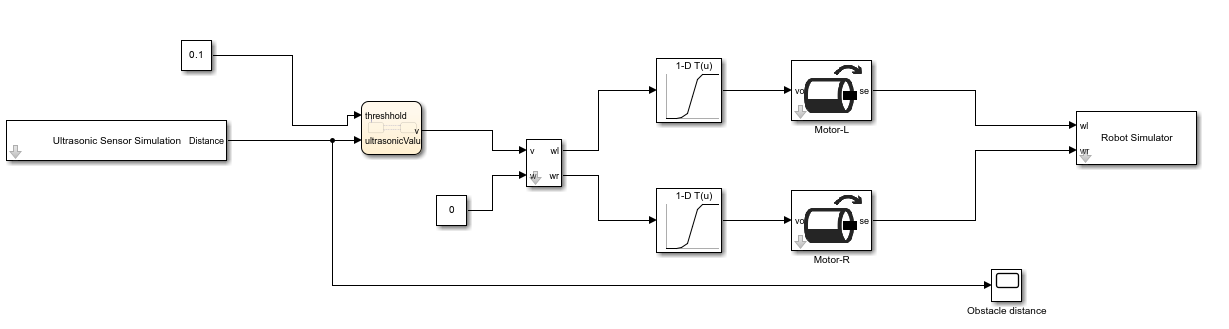 0.1
threshhold
v
ultrasonicValu
Ultrasonic Sensor Simulation
Distance
0
v
wl
w
wr
1-D T(u)
vo
se
Motor-L
1-D T(u)
vo
se
Motor-R
wl
wr
Robot Simulator
Obstacle distance